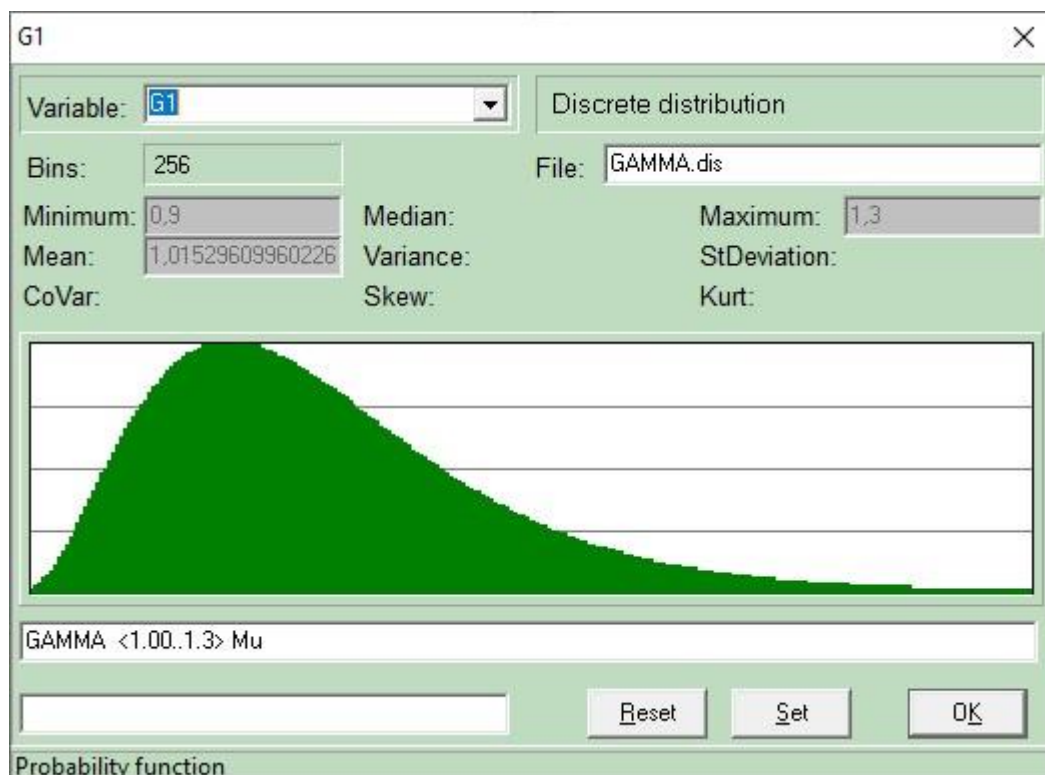 G1
Variable: G1 Discrete distribution
Bins: 256 File: GAMMA.dis
Minimum: 0,9 Median: Maximum: 1,3
Mean: 1,01529609960226 Variance: StDeviation:
CoVar: Skew: Kurt:
GAMMA <1.00..1.3> Mu
Reset Set OK
Probability function